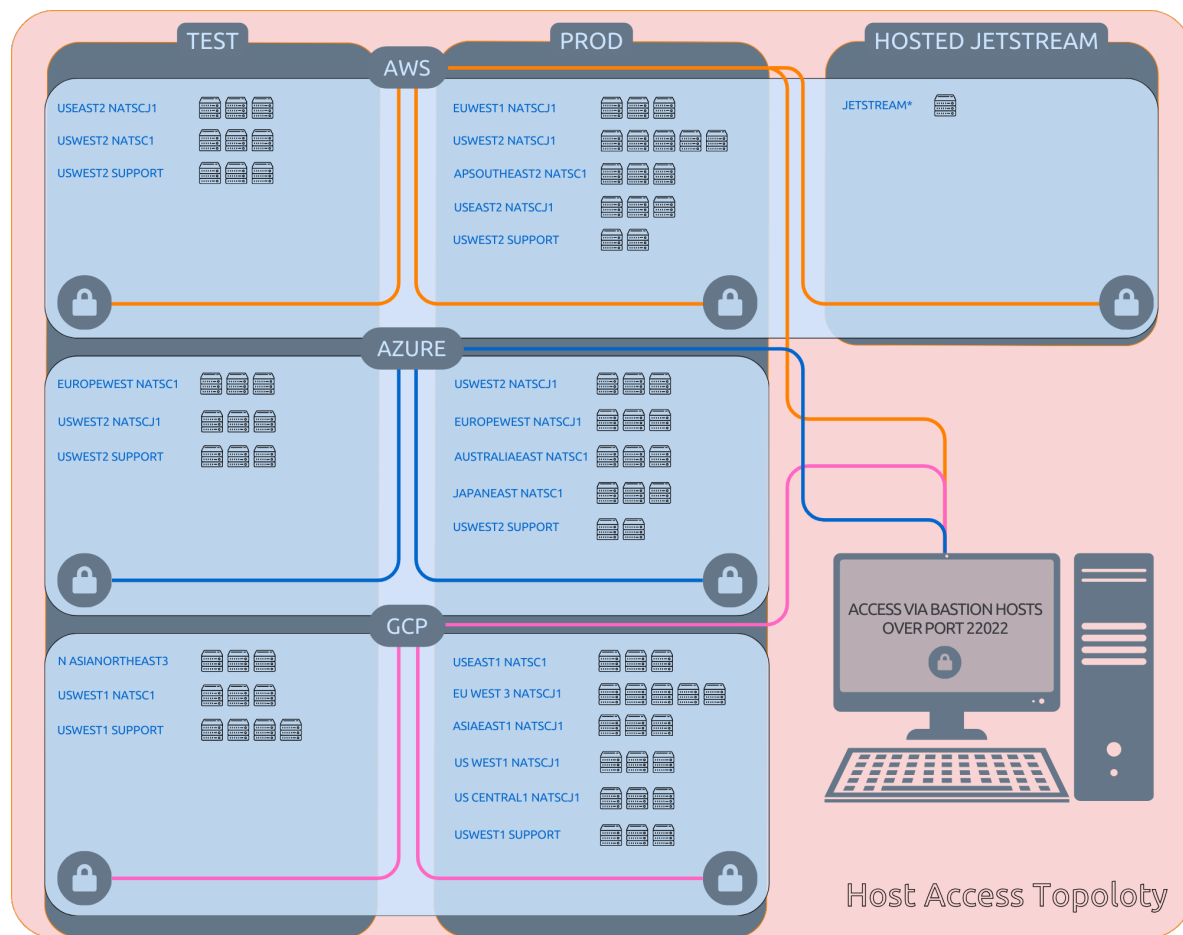 TEST
PROD
HOSTED JETSTREAM
AWS
USEAST2 NATSCJ1
USWEST2 NATSC1
USWEST2 SUPPORT
EUWEST1 NATSCJ1
USWEST2 NATSCJ1
APSOUTHEAST2 NATSC1
USEAST2 NATSCJ1
USWEST2 SUPPORT
JETSTREAM*
AZURE
EUROPEWEST NATSC1
USWEST2 NATSCJ1
USWEST2 SUPPORT
USWEST2 NATSCJ1
EUROPEWEST NATSCJ1
AUSTRALIAEAST NATSC1
JAPANEAST NATSC1
USWEST2 SUPPORT
GCP
N ASIANORTHEAST3
USWEST1 NATSC1
USWEST1 SUPPORT
USEAST1 NATSC1
EU WEST 3 NATSCJ1
ASIAEAST1 NATSCJ1
US WEST1 NATSCJ1
US CENTRAL1 NATSCJ1
USWEST1 SUPPORT
ACCESS VIA BASTION HOSTS
OVER PORT 22022
Host Access Topoloty